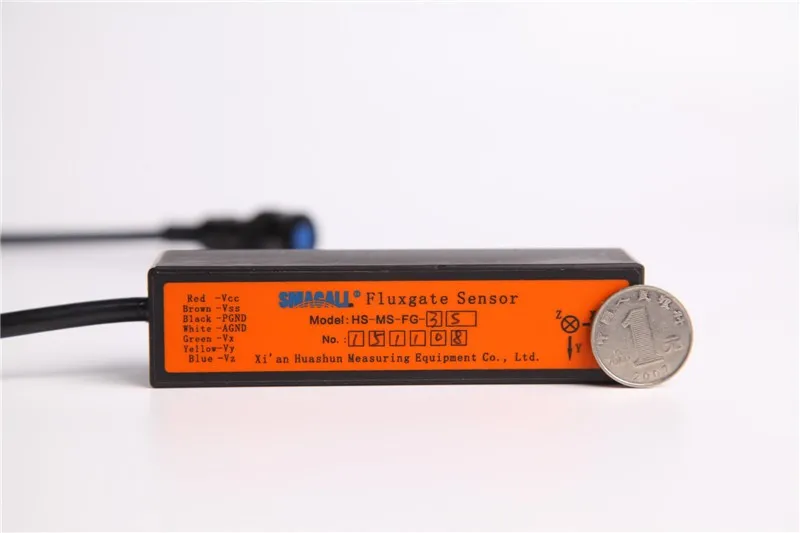 Red -Vcc
Brown -Vss
Black -PGND
White -AGND
Green -Vx
Yellow-Vy
Blue -Vz
SMAGALL® Fluxgate Sensor
Model: HS-MS-FG-3S
No.: 151108
Xi'an Huashun Measuring Equipment Co., Ltd.
Z
Y
1